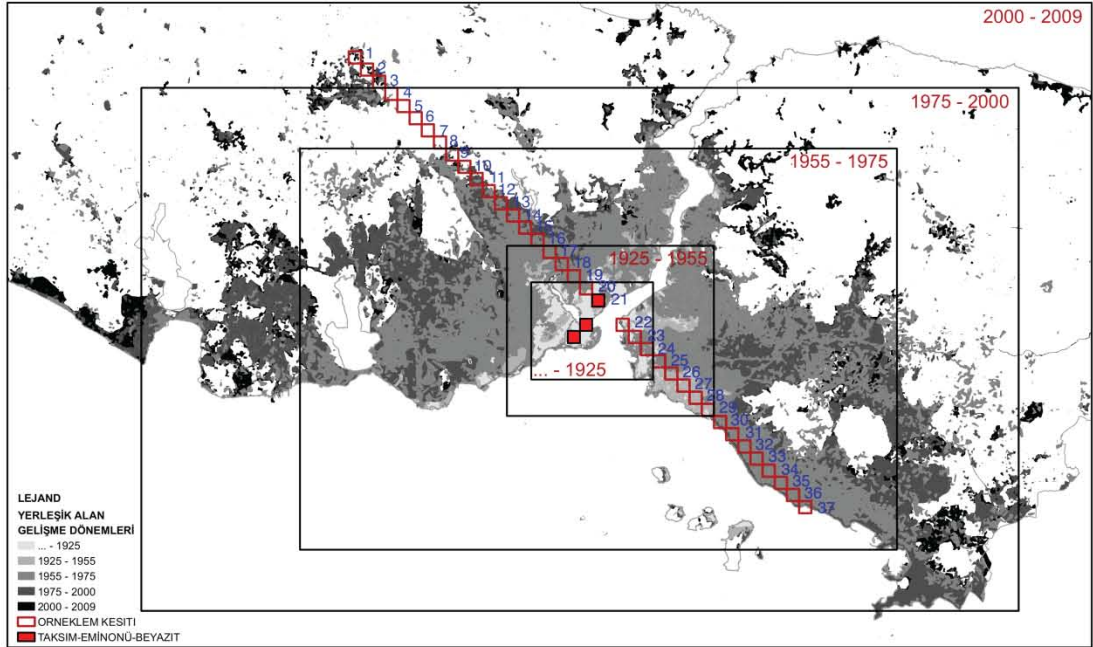 2000 - 2009
1975 - 2000
1955 - 1975
1925 - 1955
... - 1925
1
2
3
4
5
6
7
8
9
10
11
12
13
14
15
16
17
18
19
20
21
22
23
24
25
26
27
28
29
30
31
32
33
34
35
36
37
LEJAND
YERLEŞİK ALAN
GELİŞME DÖNEMLERİ
... - 1925
1925 - 1955
1955 - 1975
1975 - 2000
2000 - 2009
ORNEKLEM KESITI
TAKSIM-EMİNONÜ-BEYAZIT